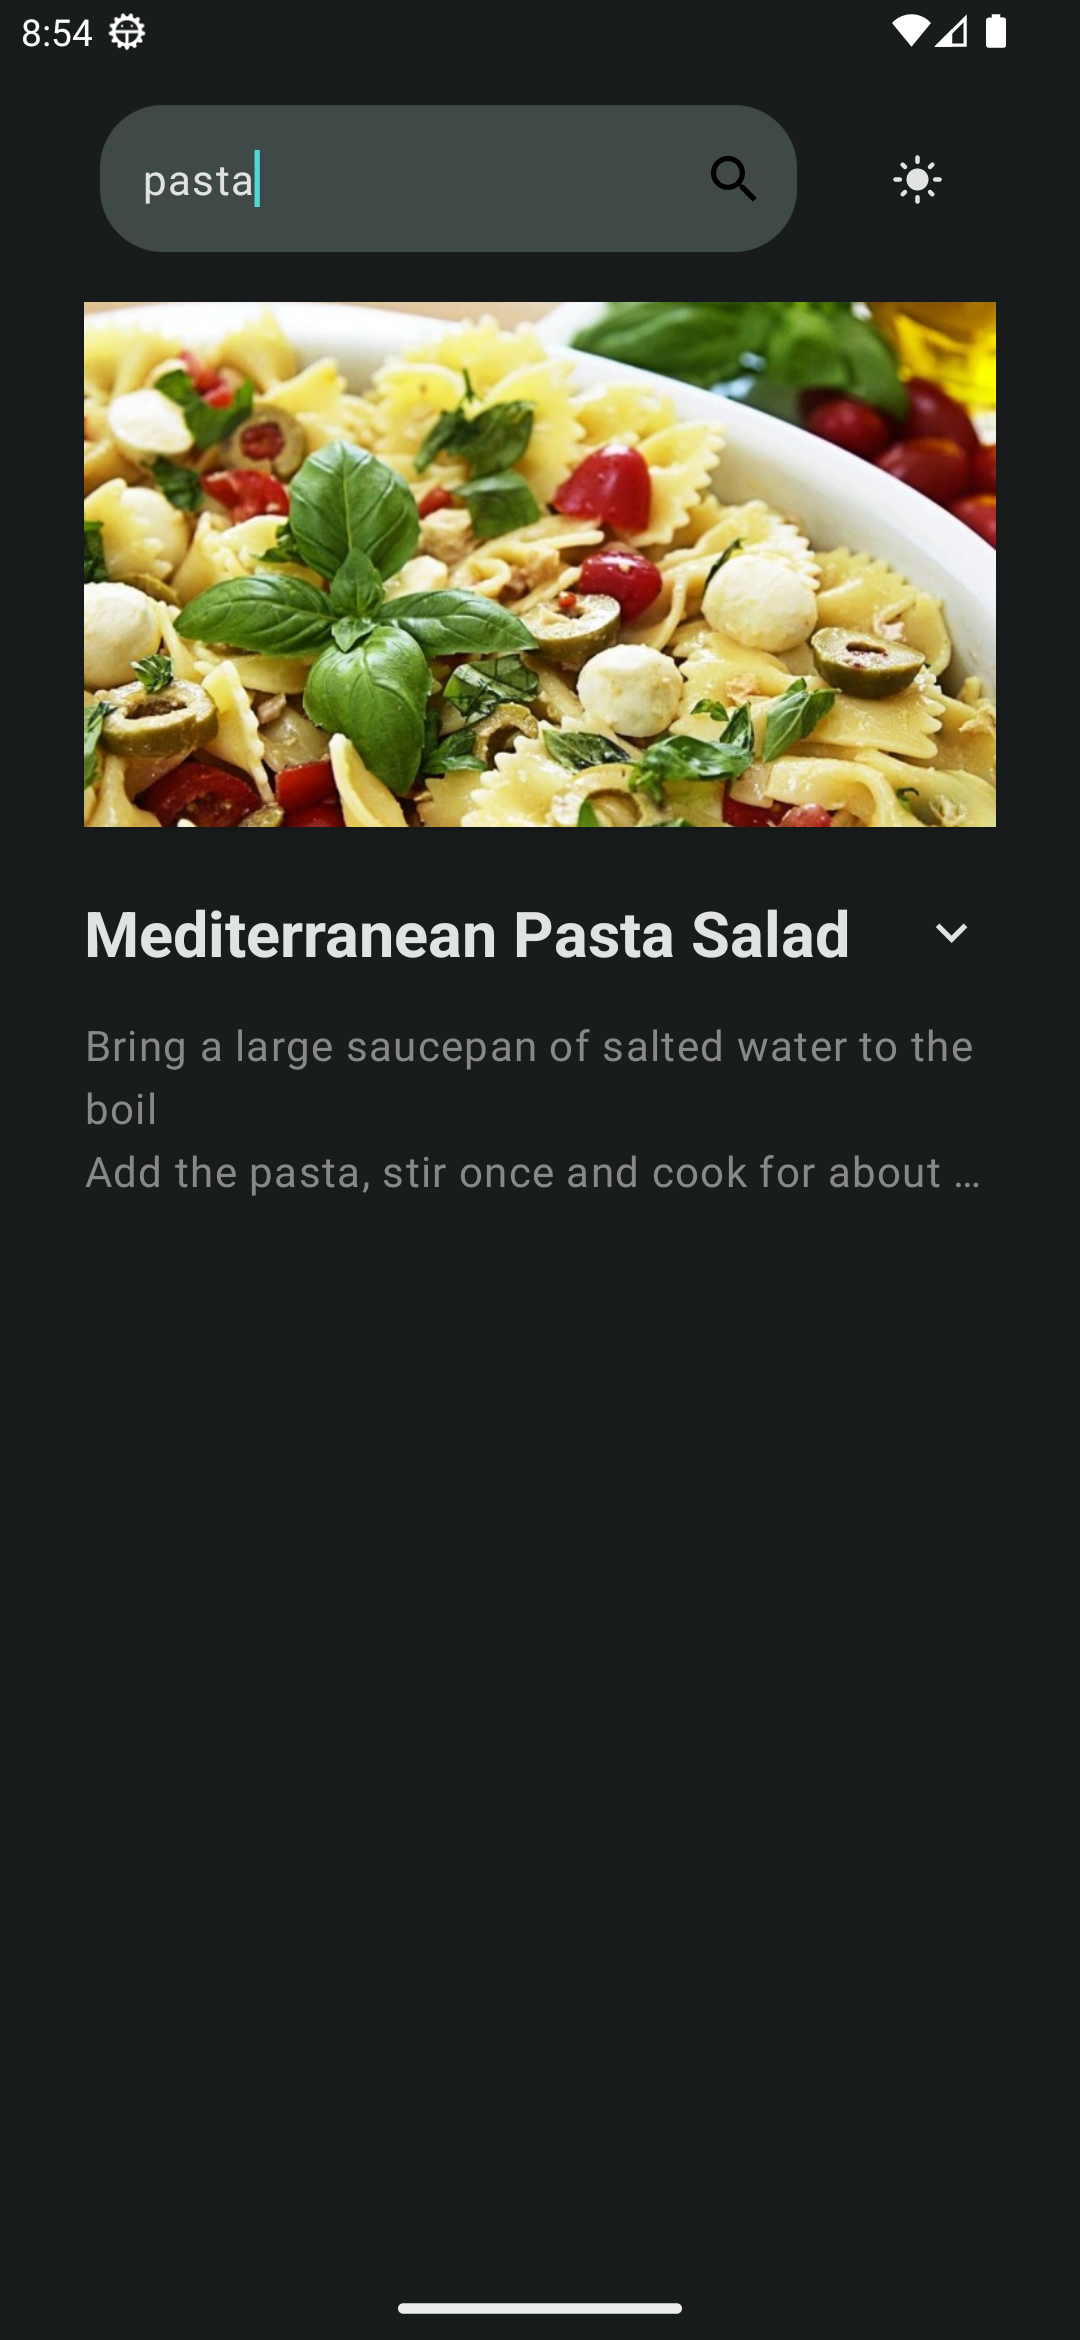 8:54
pasta
Mediterranean Pasta Salad
Bring a large saucepan of salted water to the
boil
Add the pasta, stir once and cook for about …